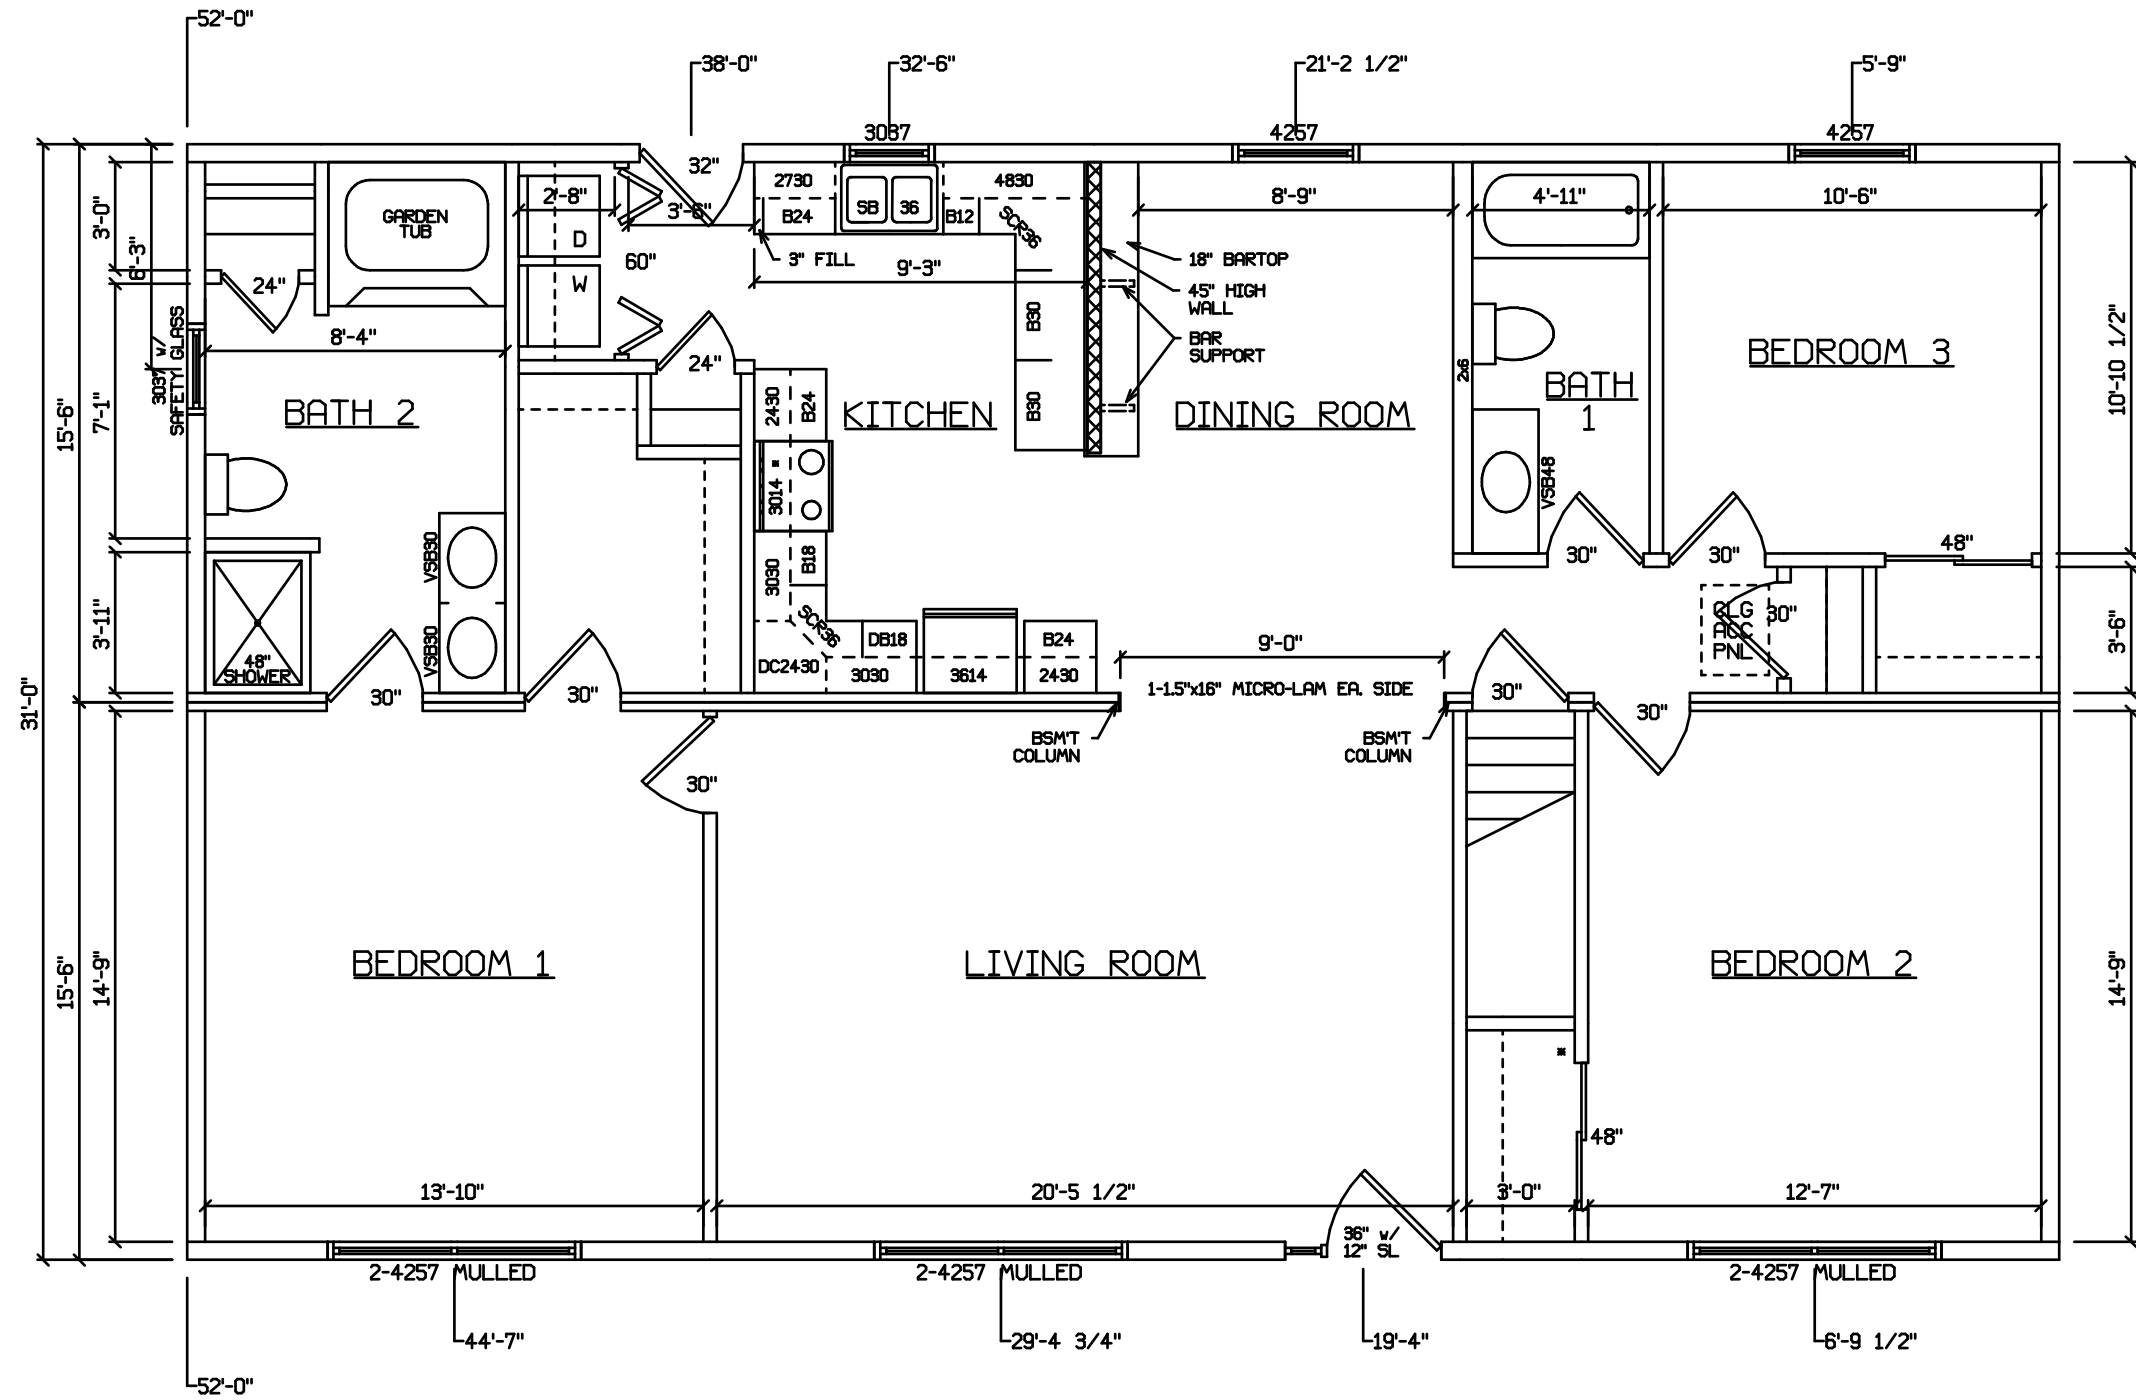 52'-0"
38'-0"
32'-6"
21'-2 1/2"
5'-9"
3037
4257
4257
32"
2730
4830
2'-8"
3'-6"
8'-9"
4'-11"
10'-6"
GARDEN
TUB
SB
36
B24
B12
SCR36
3'-0"
6'-3"
D
60"
3" FILL
9'-3"
18" BARTOP
24"
W
45" HIGH
WALL
8'-4"
B30
BAR
SUPPORT
3037 w/
SAFETY GLASS
24"
2x6
BEDROOM 3
10'-10 1/2"
15'-6"
7'-1"
BATH 2
2430
B24
KITCHEN
B30
DINING ROOM
BATH
1
3014 *
VSB48
VSB30
30"
30"
48"
3030
B18
31'-0"
3'-11"
48"
SHOWER
VSB30
SCR36
DC2430
DB18
3030
3614
B24
2430
9'-0"
CLG
ACC
PNL
30"
3'-6"
30"
30"
1-1.5"x16" MICRO-LAM EA. SIDE
30"
30"
BSM'T
COLUMN
BSM'T
COLUMN
30"
15'-6"
14'-9"
BEDROOM 1
LIVING ROOM
BEDROOM 2
14'-9"
*
48"
13'-10"
20'-5 1/2"
3'-0"
12'-7"
36" w/
12" SL
2-4257 MULLED
2-4257 MULLED
2-4257 MULLED
44'-7"
29'-4 3/4"
19'-4"
6'-9 1/2"
52'-0"